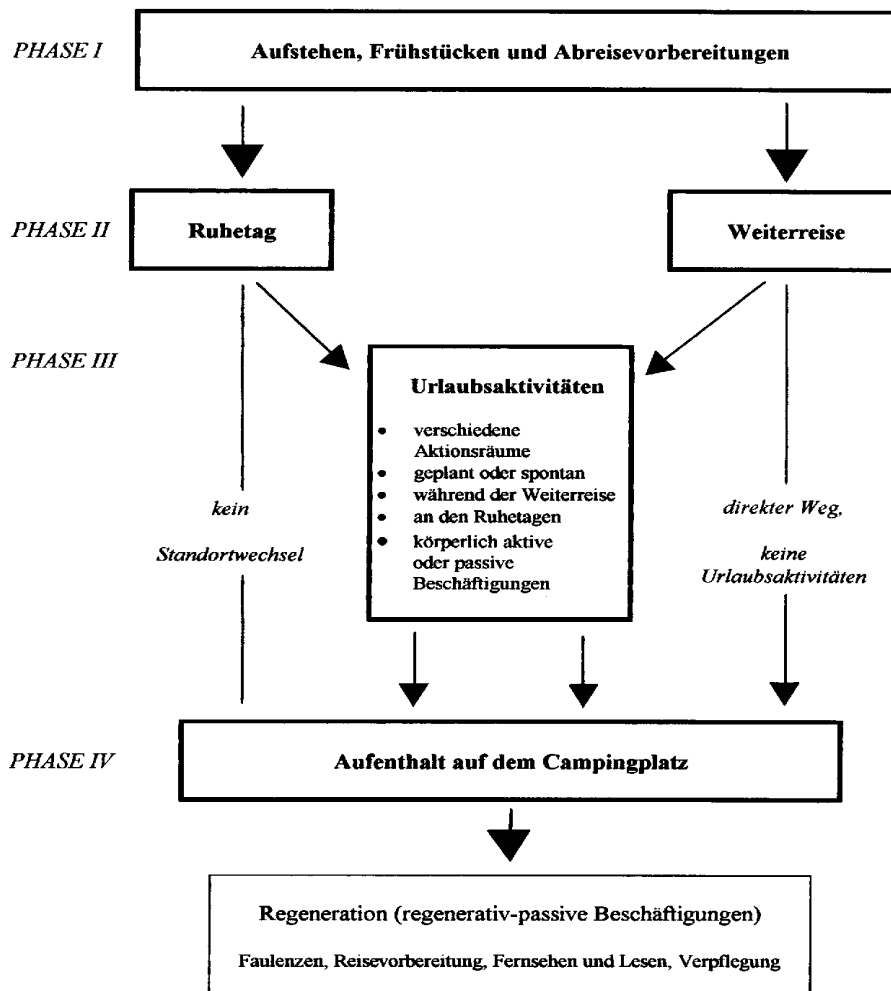 PHASE I
Aufstehen, Frühstücken und Abreisevorbereitungen
PHASE II
Ruhetag
Weiterreise
PHASE III
Urlaubsaktivitäten
• verschiedene
Aktionsräume
• geplant oder spontan
• während der Weiterreise
• an den Ruhetagen
• körperlich aktive
oder passive
Beschäftigungen
kein
Standortwechsel
direkter Weg,
keine
Urlaubsaktivitäten
PHASE IV
Aufenthalt auf dem Campingplatz
Regeneration (regenerativ-passive Beschäftigungen)
Faulenzen, Reisevorbereitung, Fernsehen und Lesen, Verpflegung